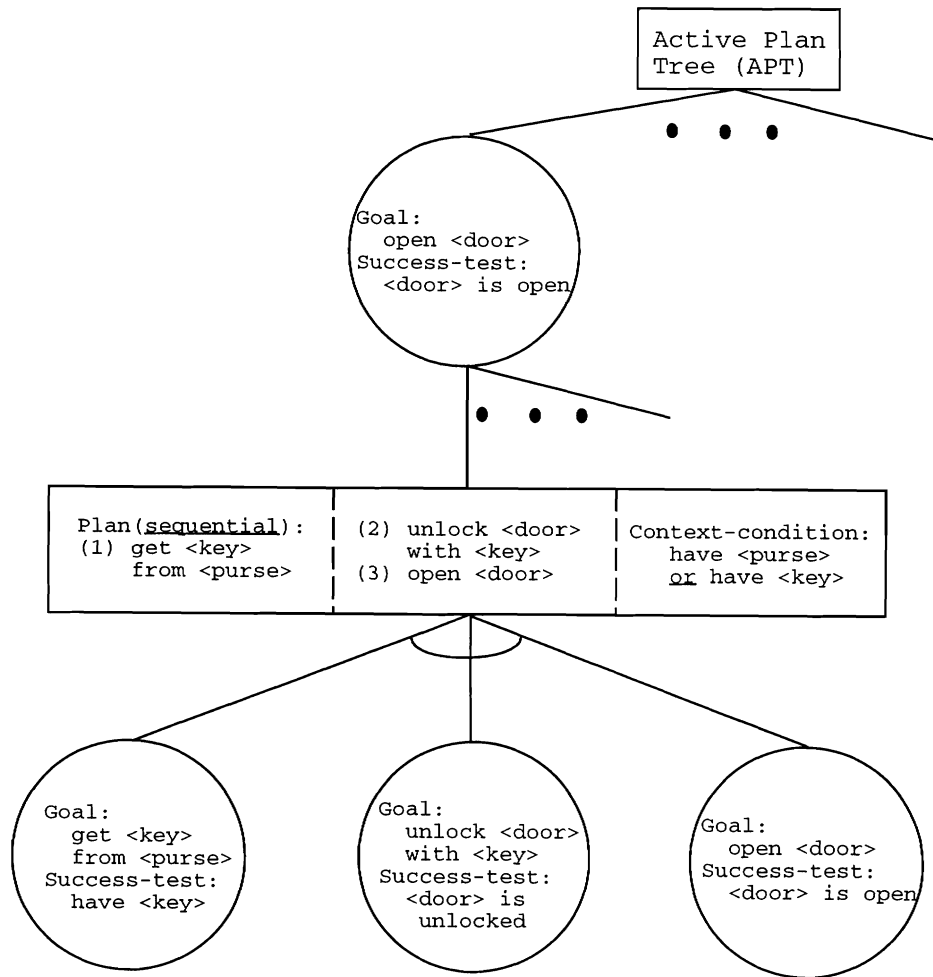 Active Plan
Tree (APT)
Goal:
open <door>
Success-test:
<door> is open
Plan(sequential):
(1) get <key>
from <purse>
(2) unlock <door>
with <key>
(3) open <door>
Context-condition:
have <purse>
or have <key>
Goal:
get <key>
from <purse>
Success-test:
have <key>
Goal:
unlock <door>
with <key>
Success-test:
<door> is
unlocked
Goal:
open <door>
Success-test:
<door> is open